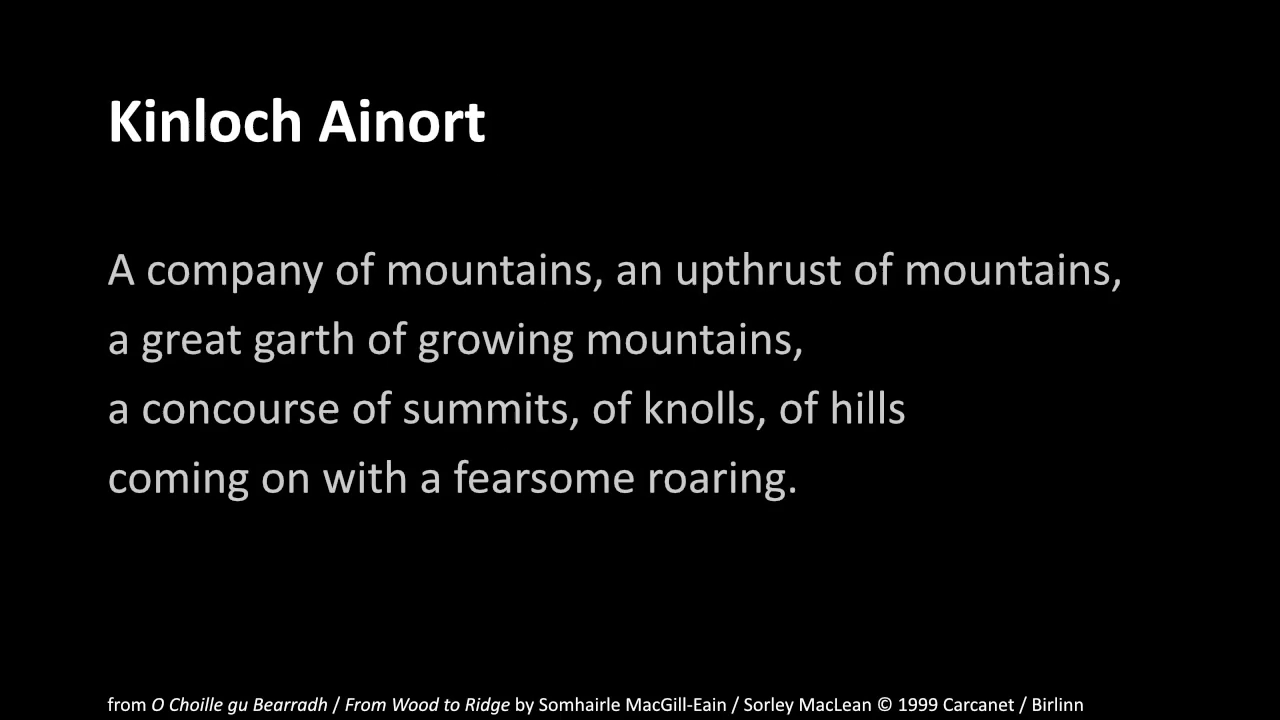 Kinloch Ainort
A company of mountains, an upthrust of mountains,
a great garth of growing mountains,
a concourse of summits, of knolls, of hills
coming on with a fearsome roaring.
from O Choille gu Bearradh / From Wood to Ridge by Somhairle MacGill-Eain / Sorley MacLean © 1999 Carcanet / Birlinn